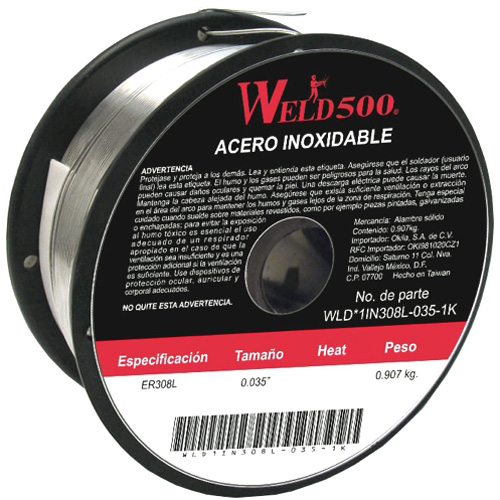 WELD500®
ACERO INOXIDABLE
ADVERTENCIA
Protéjase y proteja a los demás. Lea y entienda esta etiqueta. Asegúrese que el soldador (usuario
final) lea esta etiqueta. El humo y los gases pueden ser peligrosos para la salud. Los rayos del arco
pueden causar daños oculares y quemar la piel. Una descarga eléctrica puede causar la muerte.
Mantenga la cabeza alejada del humo. Asegúrese que exista suficiente ventilación o extracción
en el área del arco para mantener los humos y gases lejos de la zona de respiración. Tenga especial
cuidado cuando suelde sobre materiales revestidos, como por ejemplo piezas pintadas, galvanizadas
o enchapadas; para evitar la exposición
al humo tóxico es esencial el uso
adecuado de un respirador
apropiado en el caso de que la
ventilación sea insuficiente y es una
protección adicional si la ventilación
es suficiente. Use dispositivos de
protección ocular, auricular y
corporal adecuados.
NO QUITE ESTA ADVERTENCIA.
Mercancía: Alambre sólido
Contenido: 0.907kg.
Importador: Okila, S.A. de C.V.
RFC Importador: OKI981020CZ1
Domicilio: Saturno 11 Col. Nva.
Ind. Vallejo México, D.F.
C.P. 07700 Hecho en Taiwan
No. de parte
WLD*1IN308L-035-1K
Especificación Tamaño Heat Peso
ER308L 0.035" 0.907 kg.
WLD1IN308L-035-1K